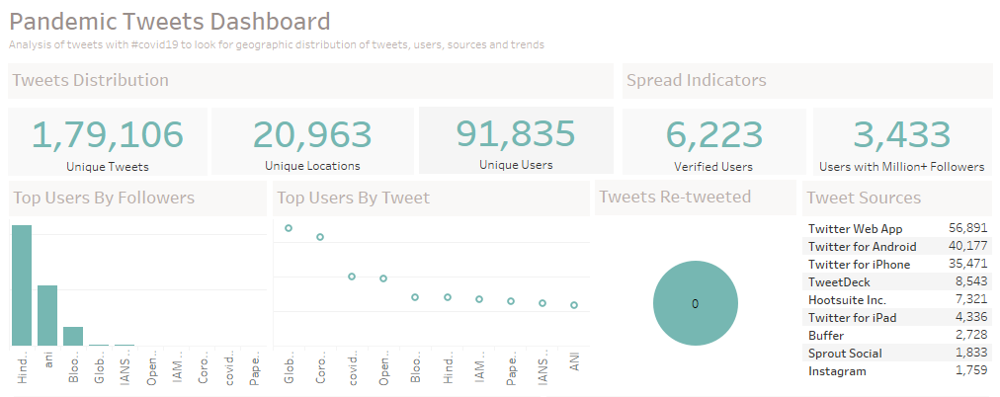 Pandemic Tweets Dashboard
Analysis of tweets with #covid19 to look for geographic distribution of tweets, users, sources and trends
Tweets Distribution
Spread Indicators
1,79,106
20,963
91,835
6,223
3,433
Unique Tweets
Unique Locations
Unique Users
Verified Users
Users with Million+ Followers
Top Users By Followers
Top Users By Tweet
Tweets Re-tweeted
Tweet Sources
Hind..
ani
Bloo..
Glob..
IANS..
Open..
IAM..
Coro..
covid..
Pape..
Glob..
Coro..
covid..
Open..
Bloo..
Hind..
IAM..
Pape..
IANS..
ANI
0
Twitter Web App 56,891
Twitter for Android 40,177
Twitter for iPhone 35,471
TweetDeck 8,543
Hootsuite Inc. 7,321
Twitter for iPad 4,336
Buffer 2,728
Sprout Social 1,833
Instagram 1,759